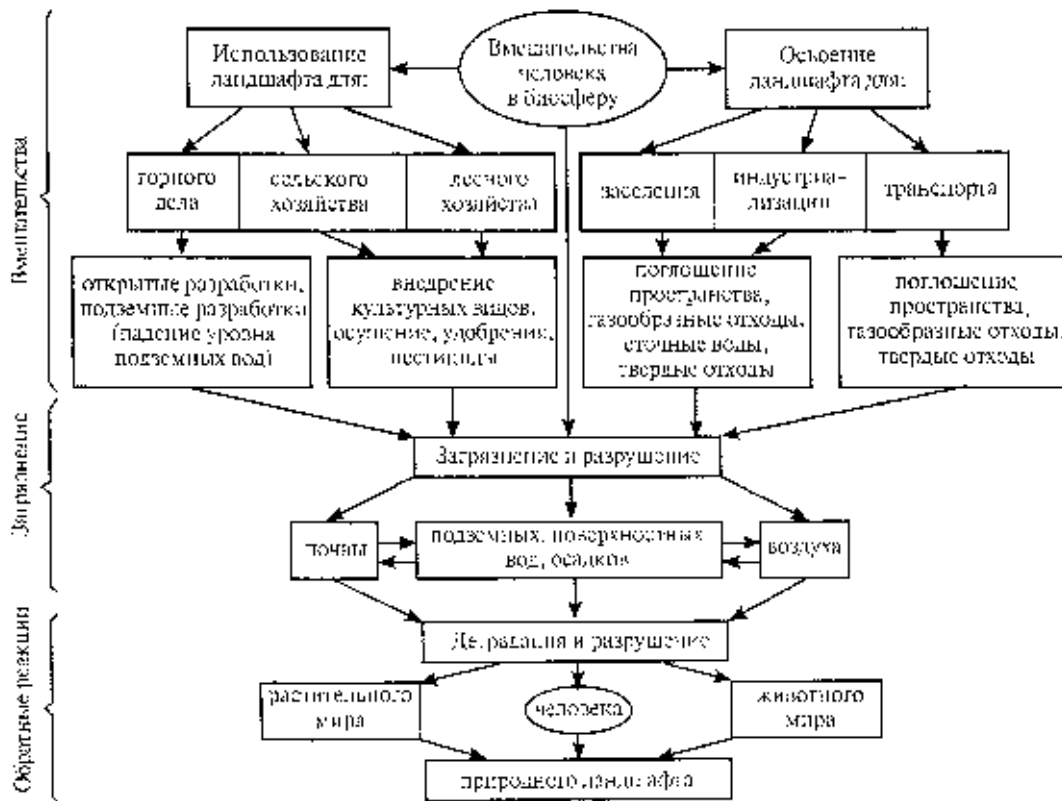 Использование
ландшафта для:
Вмешательства
человека
в биосферу
Освоение
ландшафта для:
Вмешательства
горного
дела
сельского
хозяйства
лесного
хозяйства
заселения
индустриа-
лизации
транспорта
открытые разработки,
подземные разработки
(падение уровня
подземных вод)
внедрение
культурных видов,
осушение, удобрения,
пестициды
поглощение
пространства,
газообразные отходы,
сточные воды,
твердые отходы
поглощение
пространства,
газообразные отходы,
твердые отходы
Загрязнение
Загрязнение и разрушение
почвы
подземных, поверхностных
вод, осадков
воздуха
Обратные реакции
Деградация и разрушение
растительного
мира
человека
животного
мира
природного ландшафта